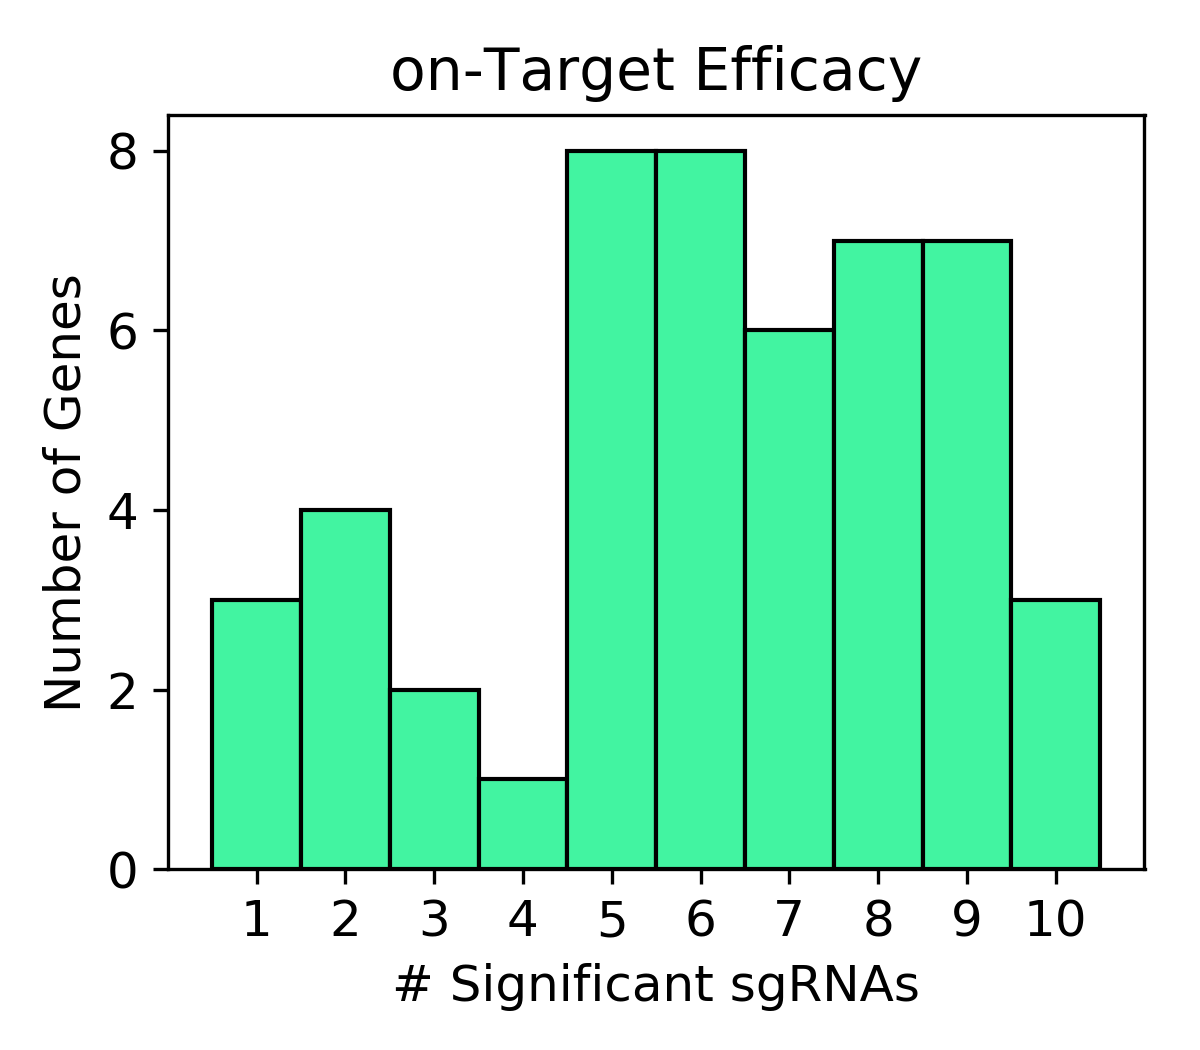 on-Target Efficacy
Number of Genes
8
6
4
2
0
1 2 3 4 5 6 7 8 9 10
# Significant sgRNAs